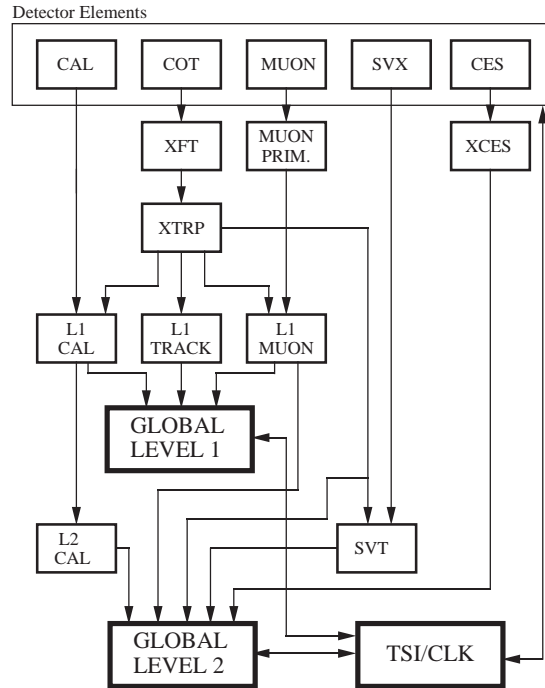 Detector Elements
CAL
COT
MUON
SVX
CES
XFT
MUON
PRIM.
XCES
XTRP
L1
CAL
L1
TRACK
L1
MUON
GLOBAL
LEVEL 1
L2
CAL
SVT
GLOBAL
LEVEL 2
TSI/CLK